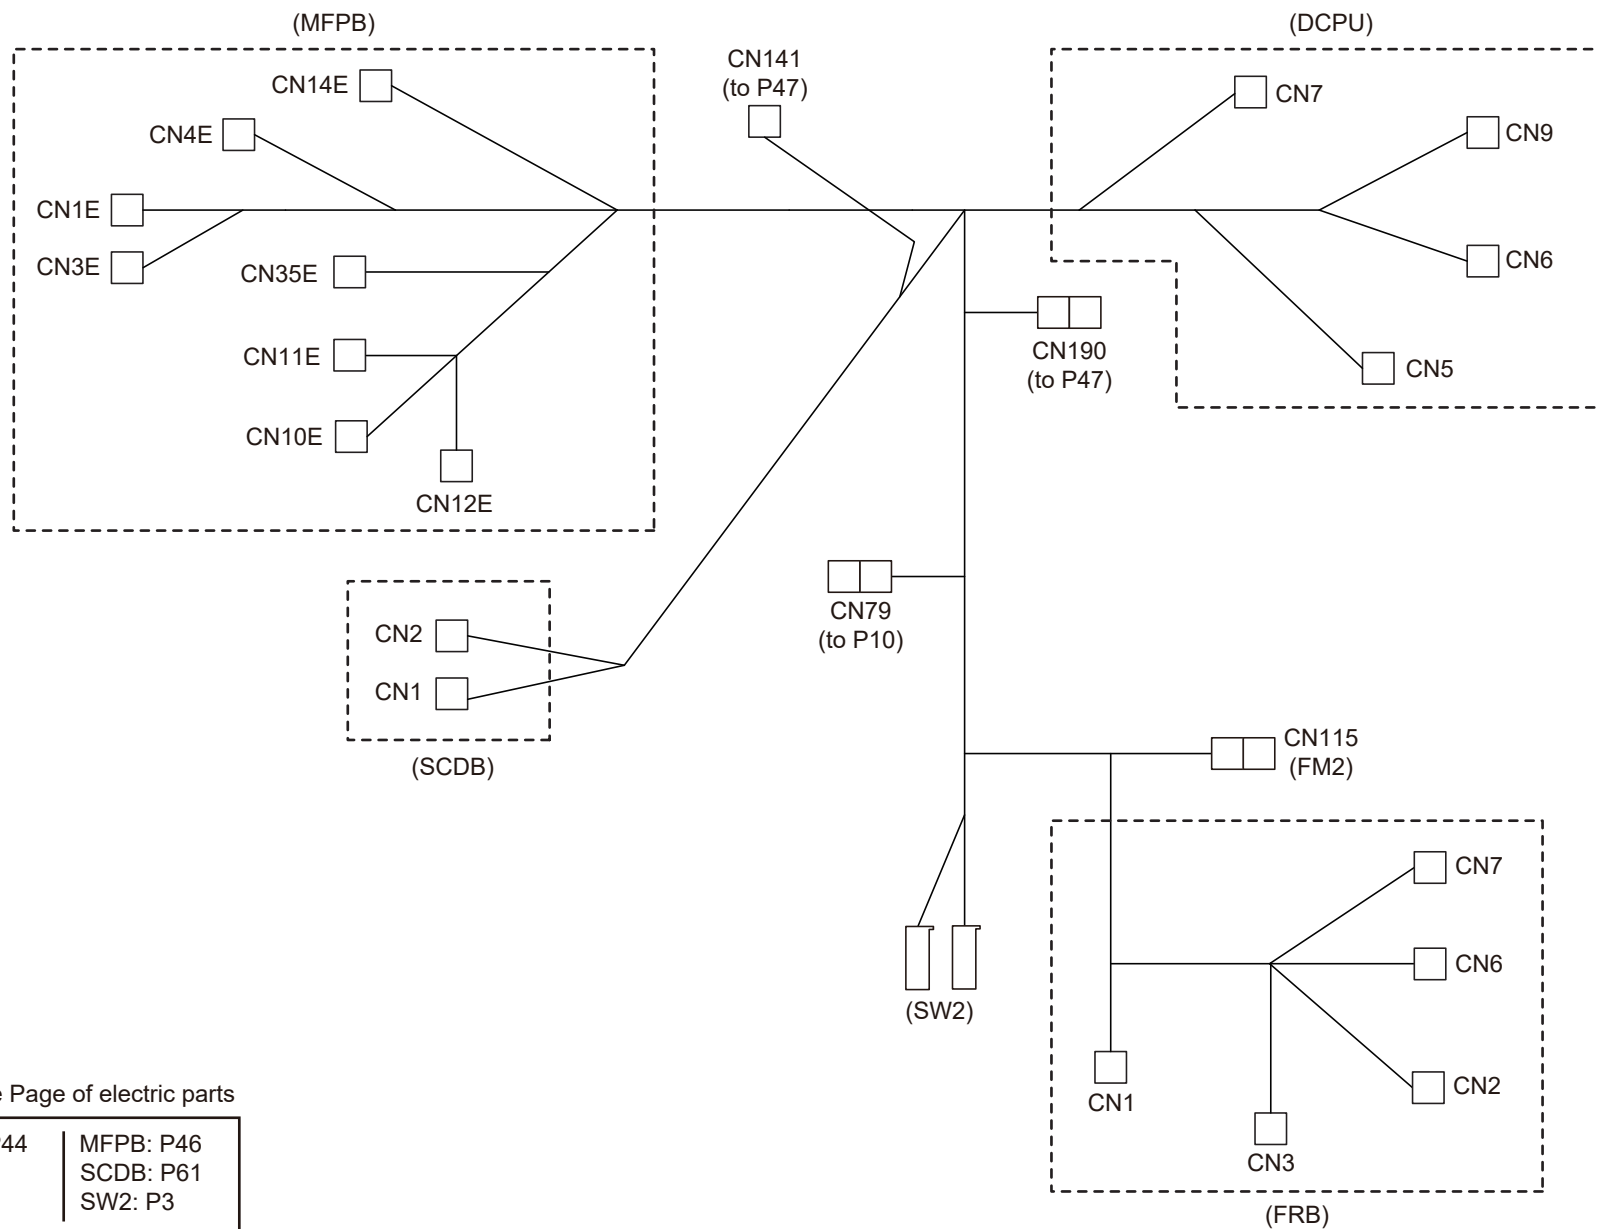 (MFPB)
(DCPU)
CN14E
CN141
(to P47)
CN7
CN4E
CN9
CN1E
CN3E
CN35E
CN6
CN11E
CN190
(to P47)
CN5
CN10E
CN12E
CN79
(to P10)
CN2
CN1
(SCDB)
CN115
(FM2)
CN7
CN6
(SW2)
CN2
CN1
CN3
(FRB)
Page of electric parts
44
MFPB: P46
SCDB: P61
SW2: P3